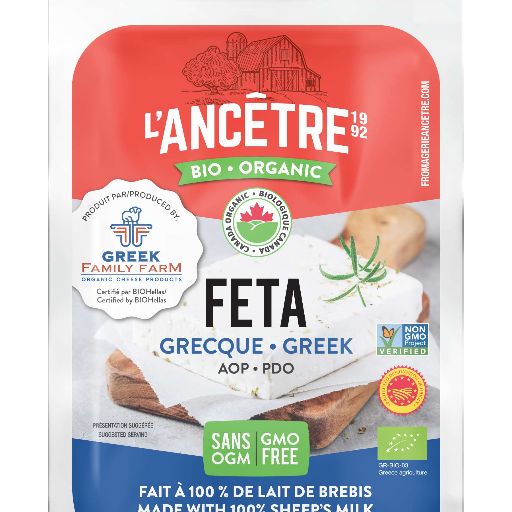 L'ANCÊTRE 19
92
BIO • ORGANIC
FROMAGERIEANCETRE.COM
CANADA ORGANIC • BIOLOGIQUE CANADA
PRODUIT PAR/PRODUCED BY:
GREEK
FAMILY FARM
ORGANIC CHEESE PRODUCTS
Certifié par BIOHellas/
Certified by BIOHellas
FETA
GRECQUE • GREEK
AOP • PDO
NON
GMO
Project
VERIFIED
PRÉSENTATION SUGGÉRÉE
SUGGESTED SERVING
SANS
OGM
GMO
FREE
GR-BIO-03
Greece agriculture
FAIT À 100 % DE LAIT DE BREBIS
MADE WITH 100% SHEEP'S MILK